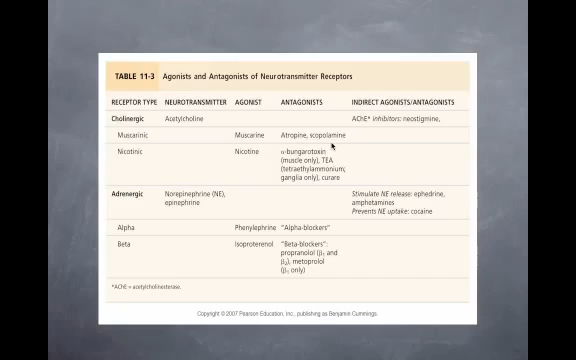 TABLE 11-3 Agonists and Antagonists of Neurotransmitter Receptors
RECEPTOR TYPE NEUROTRANSMITTER AGONIST ANTAGONISTS INDIRECT AGONISTS/ANTAGONISTS
Cholinergic Acetylcholine AChE* inhibitors: neostigmine,
Muscarinic Muscarine Atropine, scopolamine
Nicotinic Nicotine α-bungarotoxin
(muscle only), TEA
(tetraethylammonium;
ganglia only), curare
Adrenergic Norepinephrine (NE), Stimulate NE release: ephedrine,
epinephrine amphetamines
Prevents NE uptake: cocaine
Alpha Phenylephrine "Alpha-blockers"
Beta Isoproterenol "Beta-blockers":
propranolol (β1 and
β2), metoprolol
(β1 only)
*AChE = acetylcholinesterase.
Copyright © 2007 Pearson Education, Inc., publishing as Benjamin Cummings.